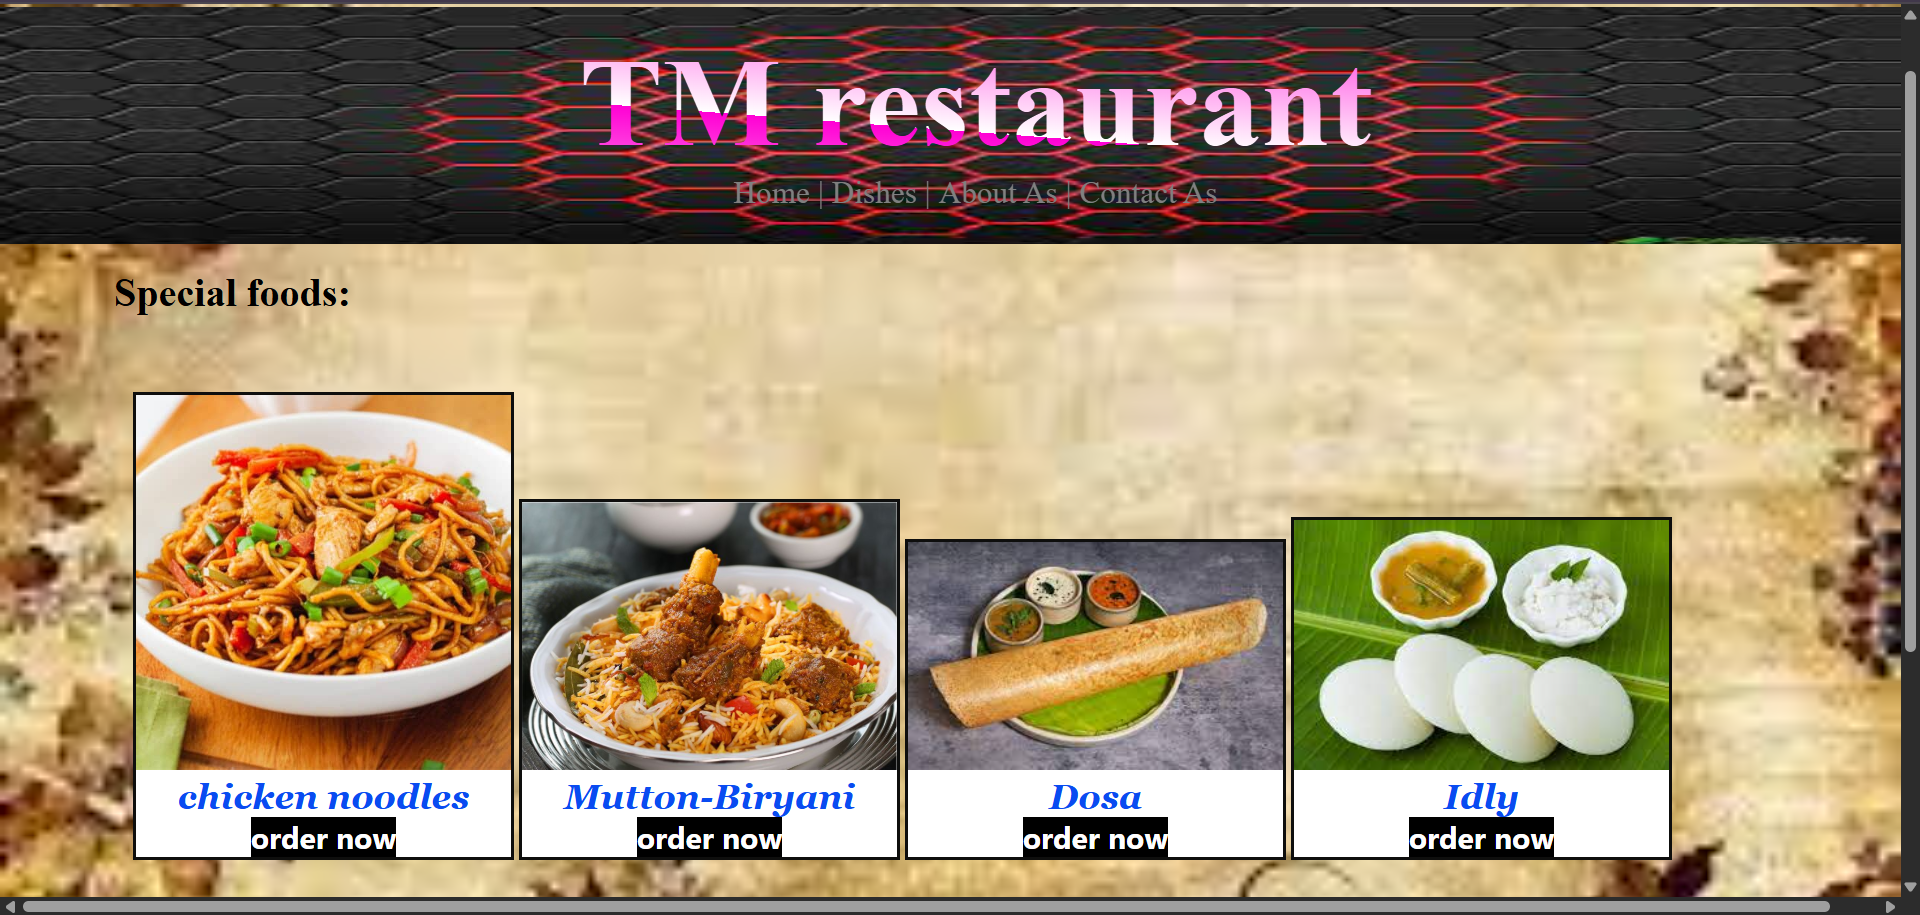 TM restaurant
Home | Dishes | About As | Contact As
Special foods:
chicken noodles
order now
Mutton-Biryani
order now
Dosa
order now
Idly
order now